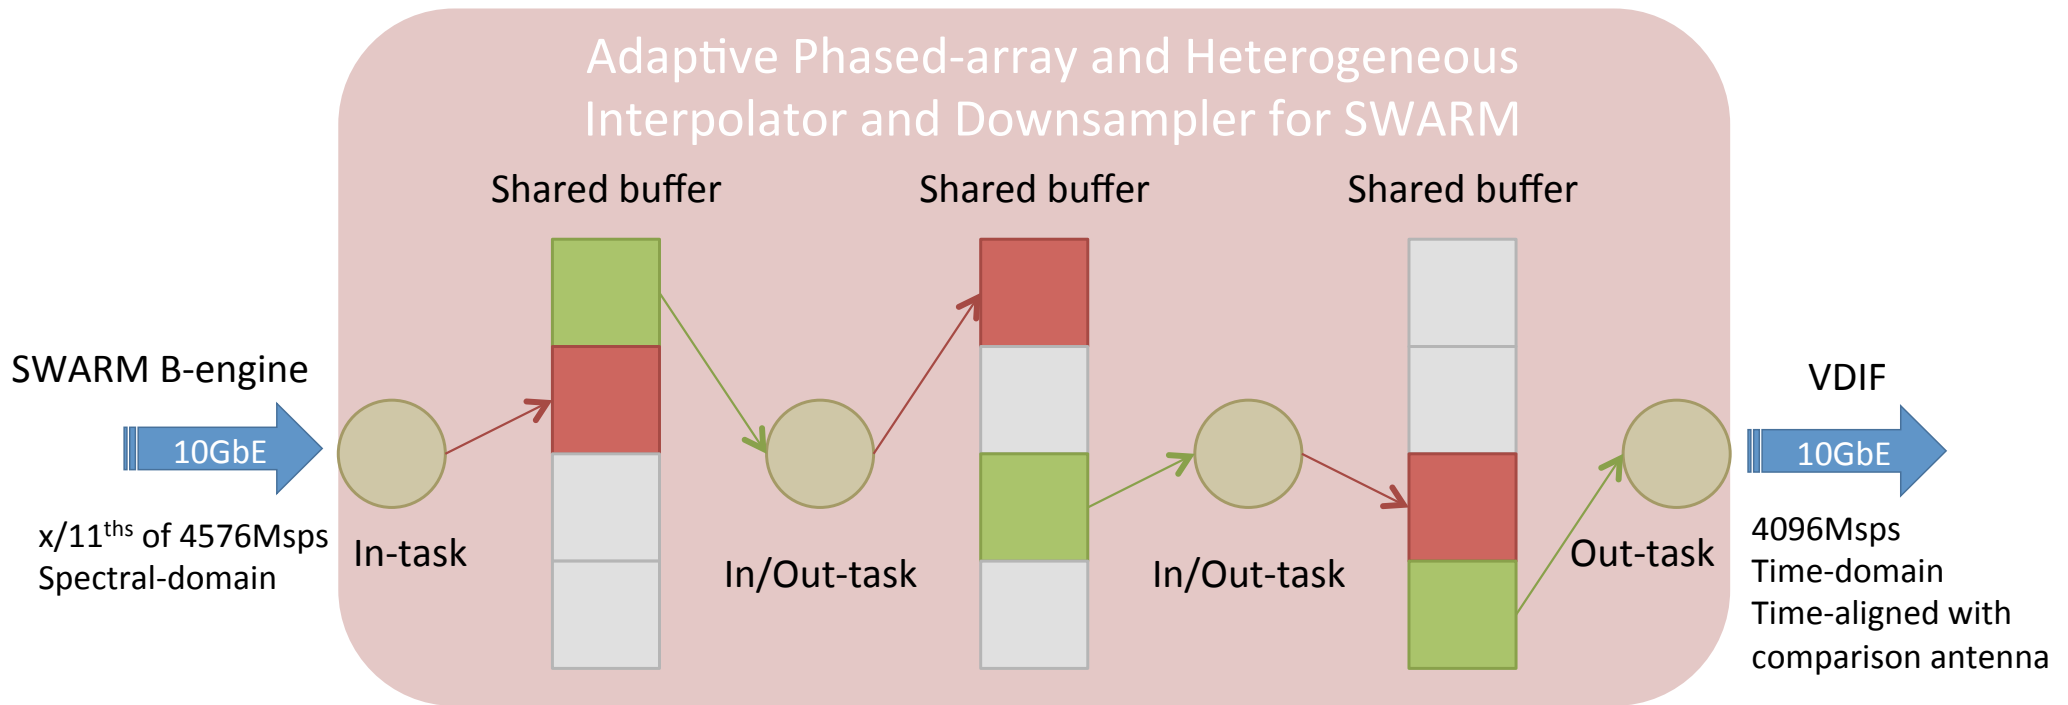 Adaptive Phased-array and Heterogeneous
Interpolator and Downsampler for SWARM
Shared buffer
Shared buffer
Shared buffer
SWARM B-engine
10GbE
x/11ths of 4576Msps
Spectral-domain
In-task
In/Out-task
In/Out-task
Out-task
VDIF
10GbE
4096Msps
Time-domain
Time-aligned with
comparison antenna